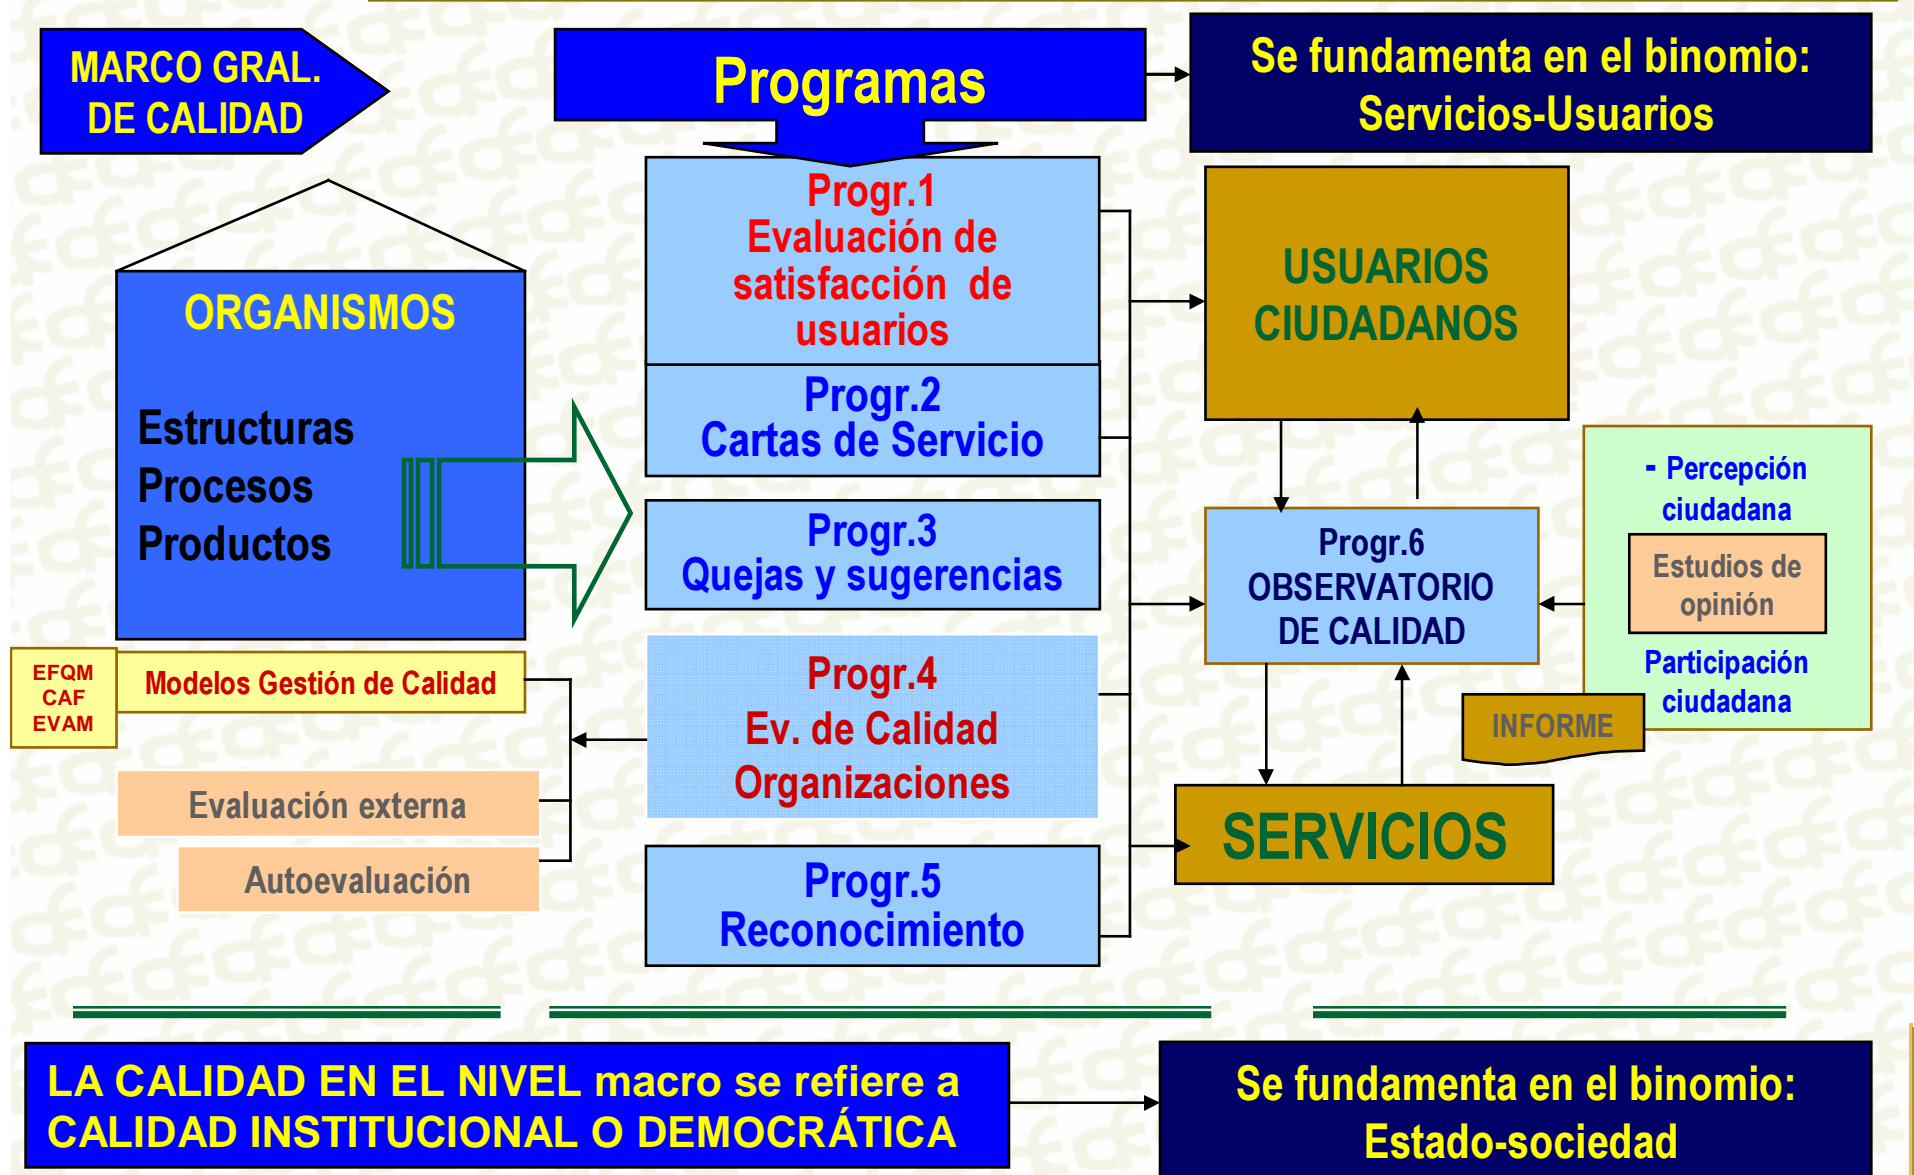 MARCO GRAL.
DE CALIDAD
Programas
Se fundamenta en el binomio:
Servicios-Usuarios
ORGANISMOS
Estructuras
Procesos
Productos
Progr.1
Evaluación de
satisfacción de
usuarios
Progr.2
Cartas de Servicio
Progr.3
Quejas y sugerencias
Progr.4
Ev. de Calidad
Organizaciones
Progr.5
Reconocimiento
USUARIOS
CIUDADANOS
Progr.6
OBSERVATORIO
DE CALIDAD
- Percepción
ciudadana
Estudios de
opinión
Participación
ciudadana
INFORME
SERVICIOS
EFQM
CAF
EVAM
Modelos Gestión de Calidad
Evaluación externa
Autoevaluación
LA CALIDAD EN EL NIVEL macro se refiere a
CALIDAD INSTITUCIONAL O DEMOCRÁTICA
Se fundamenta en el binomio:
Estado-sociedad